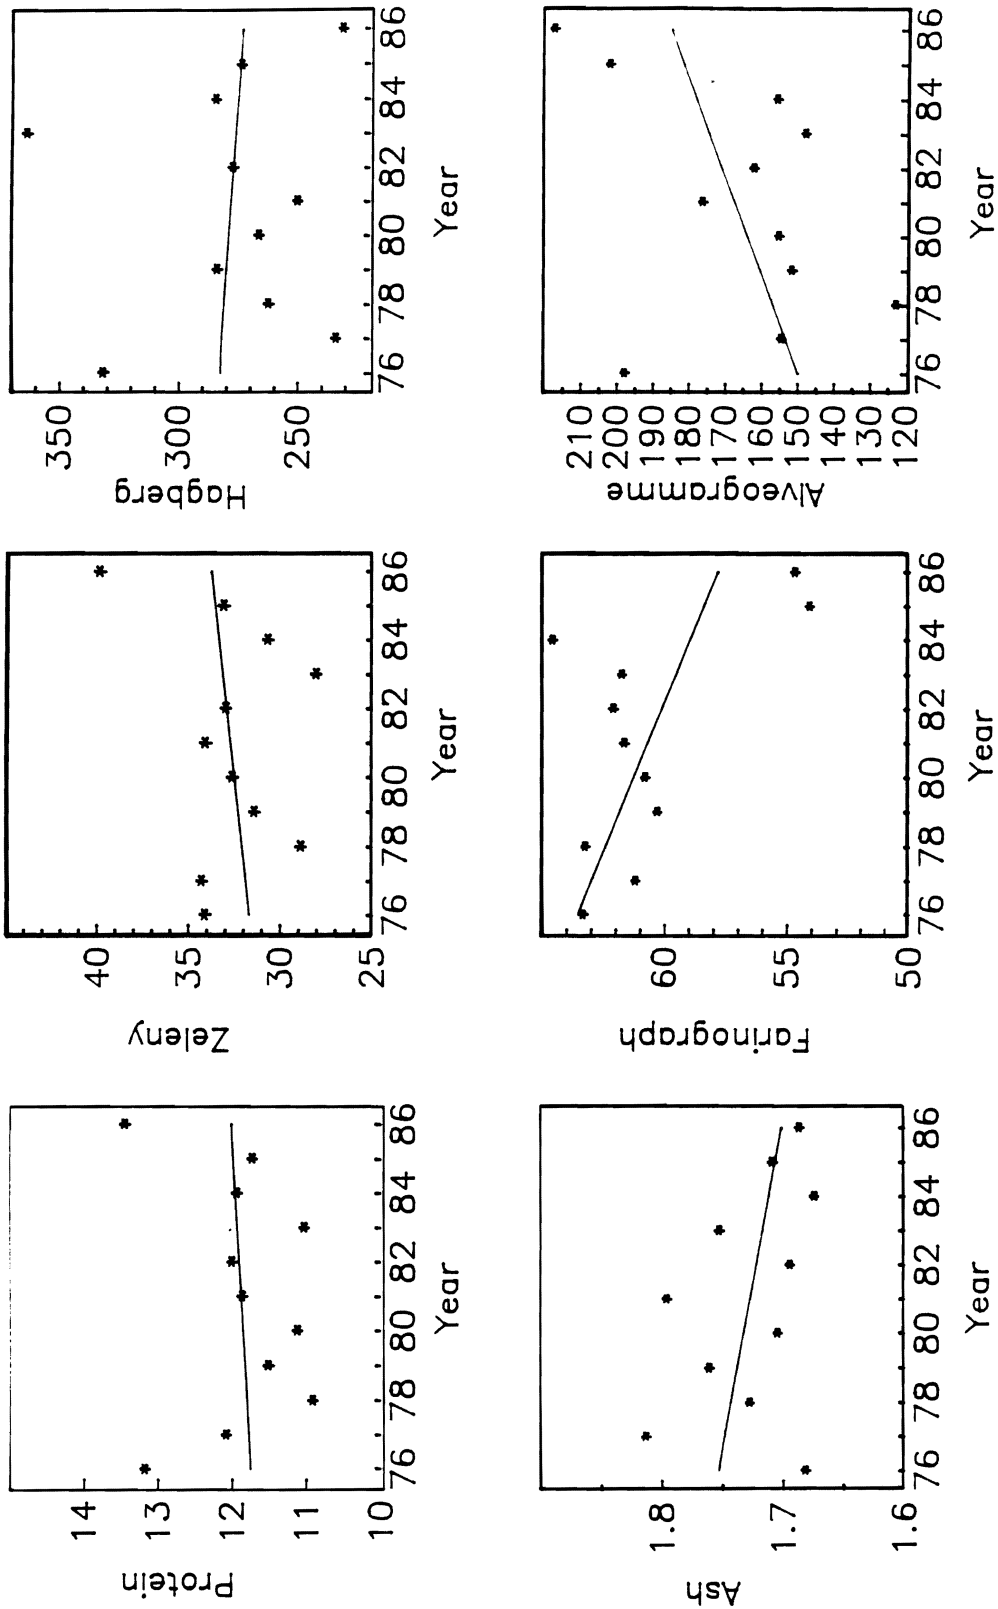 Protein
14
13
12
11
10
76 78 80 82 84 86
Year
Zeleny
40
35
30
25
76 78 80 82 84 86
Year
Hagberg
350
300
250
76 78 80 82 84 86
Year
Ash
1.8
1.7
1.6
76 78 80 82 84 86
Year
Farinograph
60
55
50
76 78 80 82 84 86
Year
Alveogramme
210
200
190
180
170
160
150
140
130
120
76 78 80 82 84 86
Year